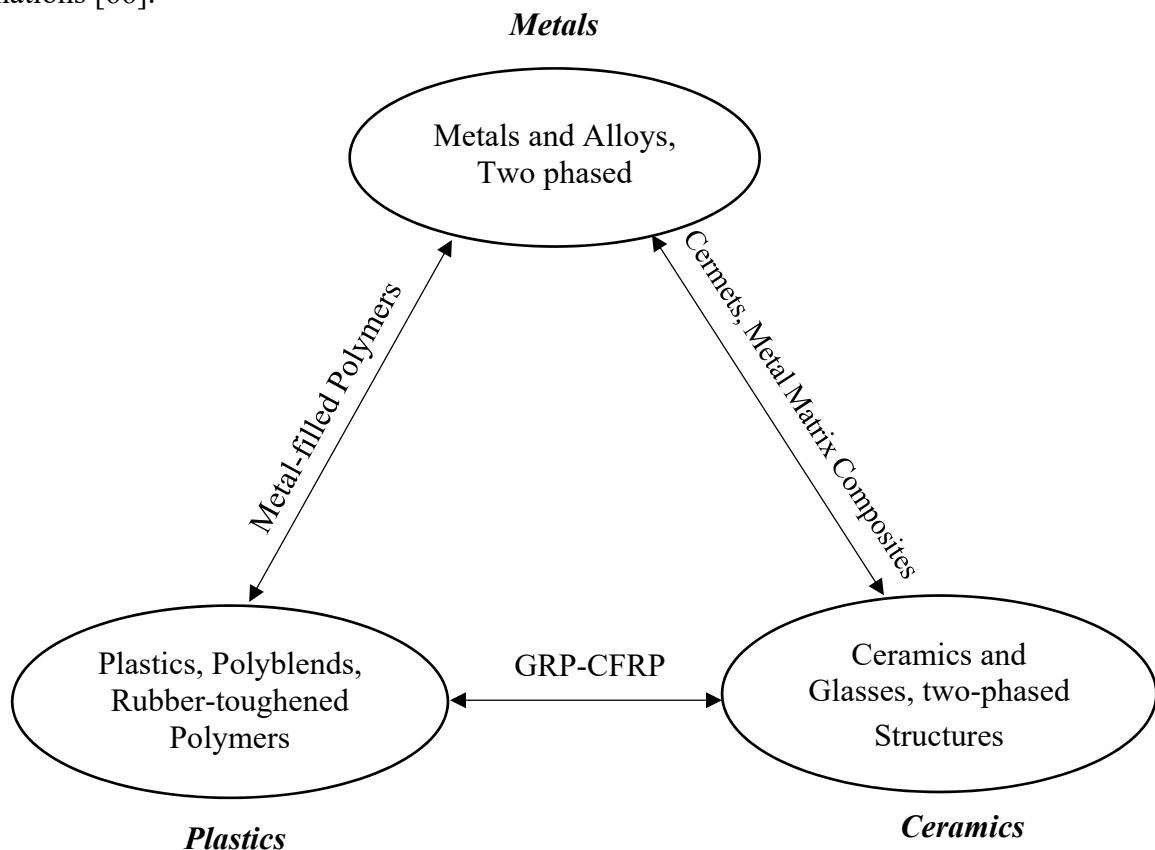 [66].
Metals
Metals and Alloys,
Two phased
Metal-filled Polymers
Cermets, Metal Matrix Composites
Plastics, Polyblends,
Rubber-toughened
Polymers
GRP-CFRP
Ceramics and
Glasses, two-phased
Structures
Plastics
Ceramics